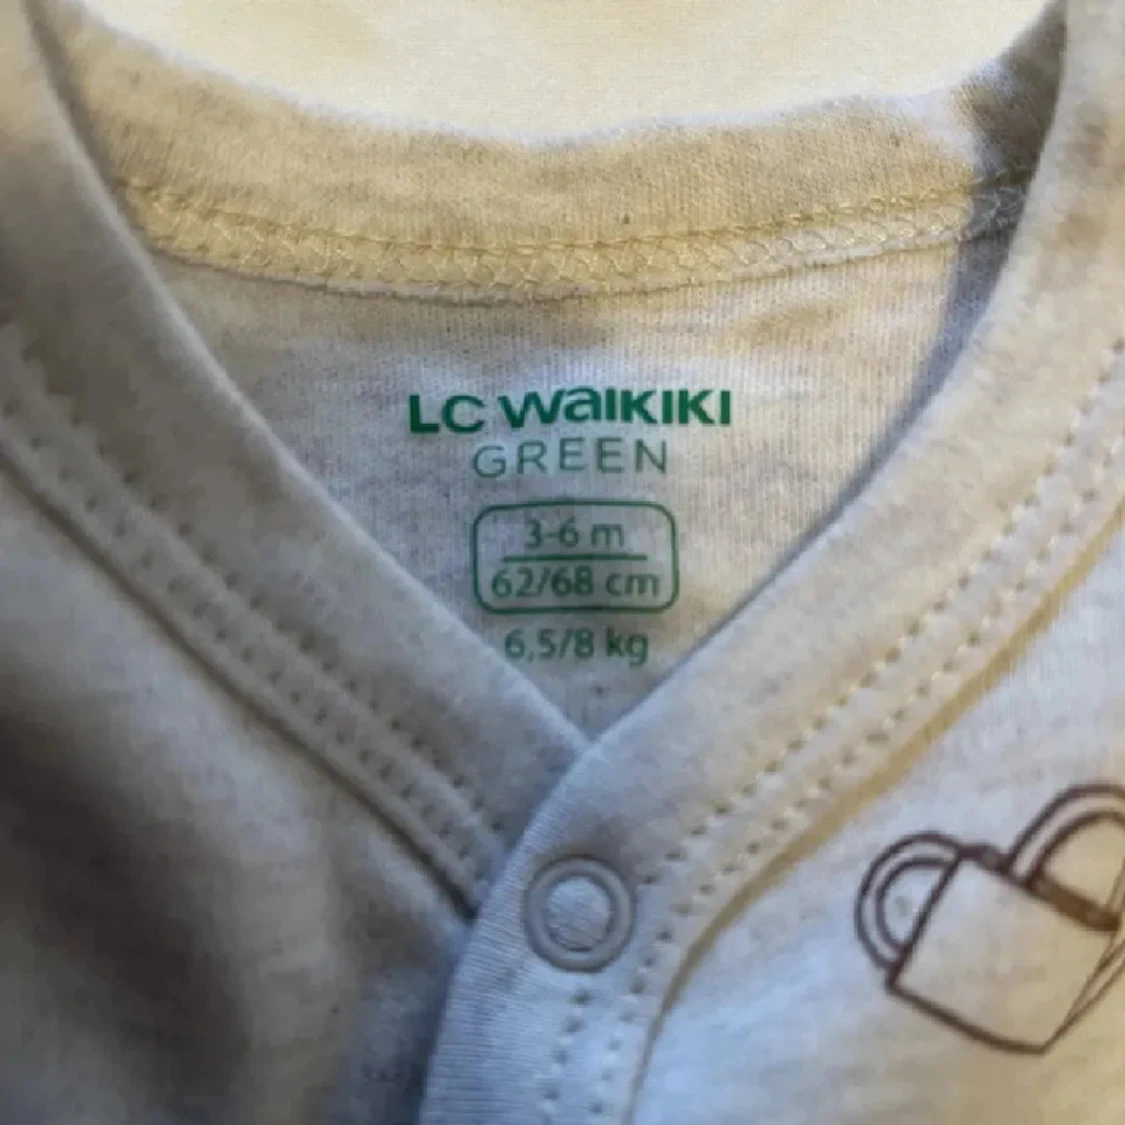 LC WAIKIKI
GREEN
3-6 m
62/68 cm
6,5/8 kg